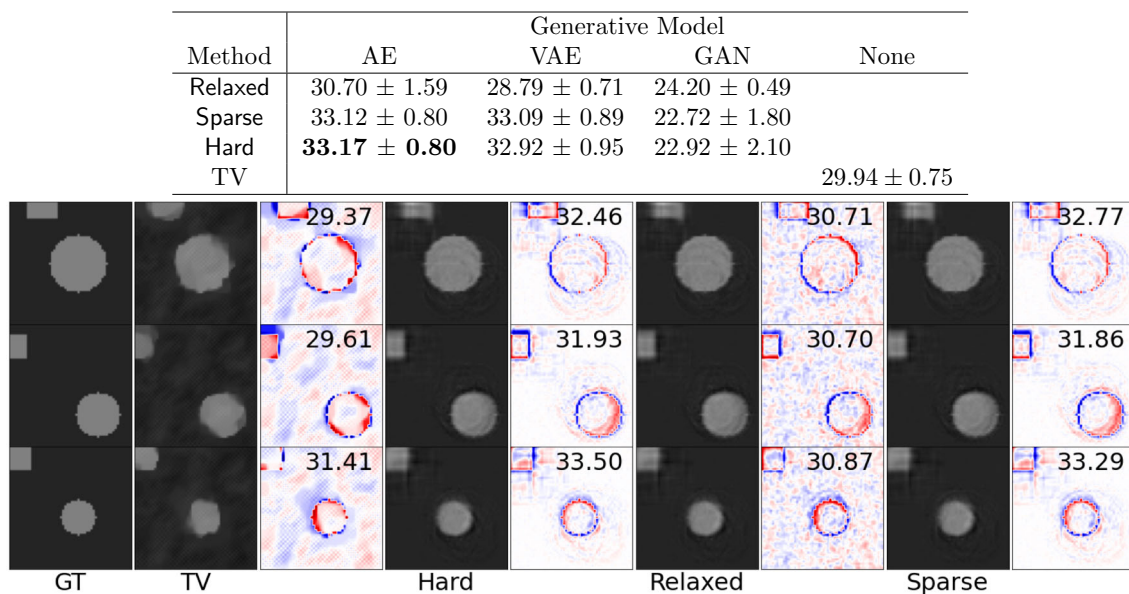 Generative Model
Method AE VAE GAN None
Relaxed 30.70 ± 1.59 28.79 ± 0.71 24.20 ± 0.49
Sparse 33.12 ± 0.80 33.09 ± 0.89 22.72 ± 1.80
Hard 33.17 ± 0.80 32.92 ± 0.95 22.92 ± 2.10
TV 29.94 ± 0.75
29.37 32.46 30.71 32.77
29.61 31.93 30.70 31.86
31.41 33.50 30.87 33.29
GT TV Hard Relaxed Sparse